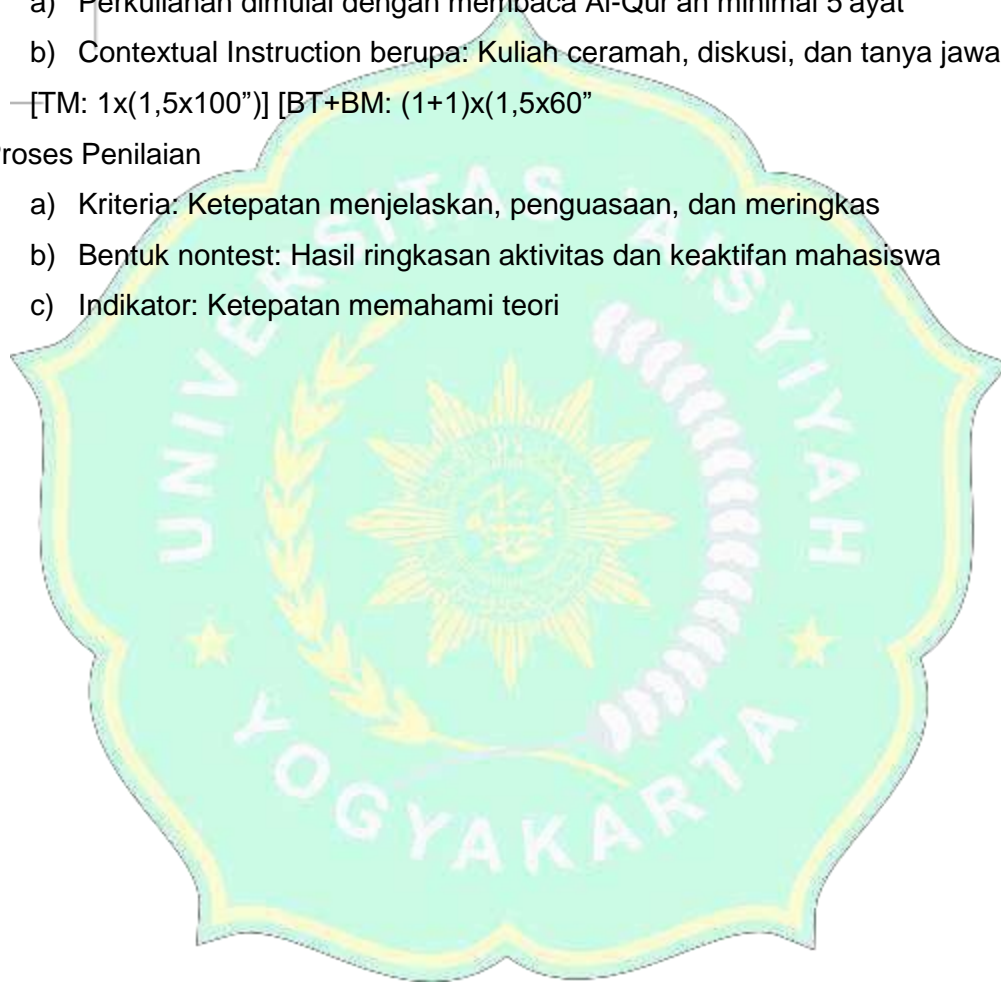 a) Perkuliahan dimulai dengan membaca Al-Qur'an minimal 5 ayat
b) Contextual Instruction berupa: Kuliah ceramah, diskusi, dan tanya jawa
[TM: 1x(1,5x100”)] [BT+BM: (1+1)x(1,5x60”
roses Penilaian
a) Kriteria: Ketepatan menjelaskan, penguasaan, dan meringkas
b) Bentuk nontest: Hasil ringkasan aktivitas dan keaktifan mahasiswa
c) Indikator: Ketepatan memahami teori
UNIVERSITAS 'AISYIYAH
YOGYAKARTA